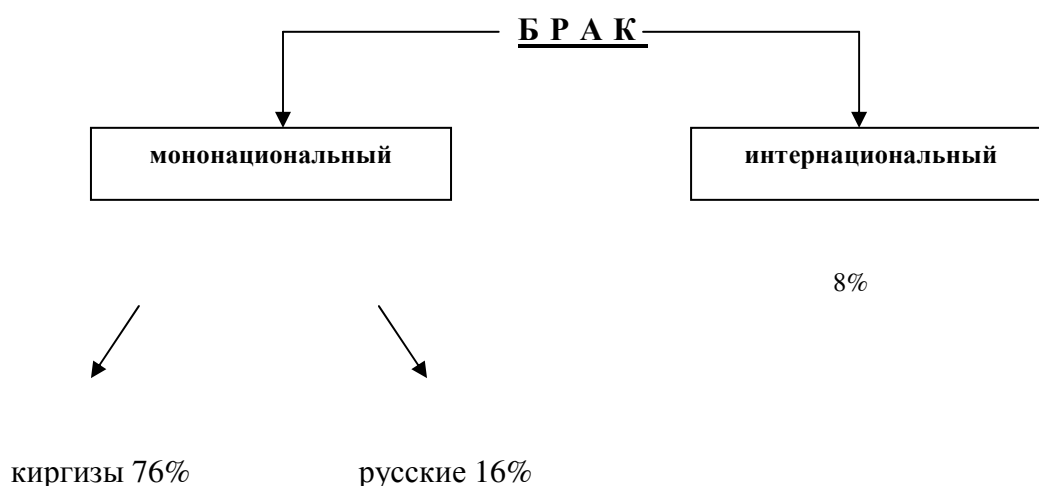 Б Р А К
мононациональный интернациональный
8%
киргизы 76% русские 16%